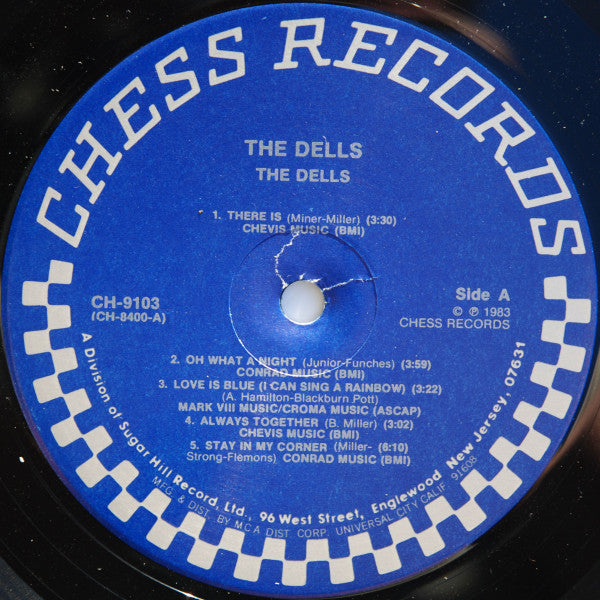 CHESS RECORDS
THE DELLS
THE DELLS
1. THERE IS (Miner-Miller) (3:30)
CHEVIS MUSIC (BMI)
CH-9103
(CH-8400-A)
Side A
© ℗ 1983
CHESS RECORDS
2. OH WHAT A NIGHT (Junior-Funches) (3:59)
CONRAD MUSIC (BMI)
3. LOVE IS BLUE (I CAN SING A RAINBOW) (3:22)
(A. Hamilton-Blackburn Pott)
MARK VIII MUSIC/CROMA MUSIC (ASCAP)
4. ALWAYS TOGETHER (B. Miller) (3:02)
CHEVIS MUSIC (BMI)
5. STAY IN MY CORNER (Miller- (6:10)
Strong-Flemons) CONRAD MUSIC (BMI)
A Division of Sugar Hill Record, Ltd., 96 West Street, Englewood New Jersey, 07631
MFG. & DIST. BY MCA DIST. CORP. UNIVERSAL CITY CALIF. 91608